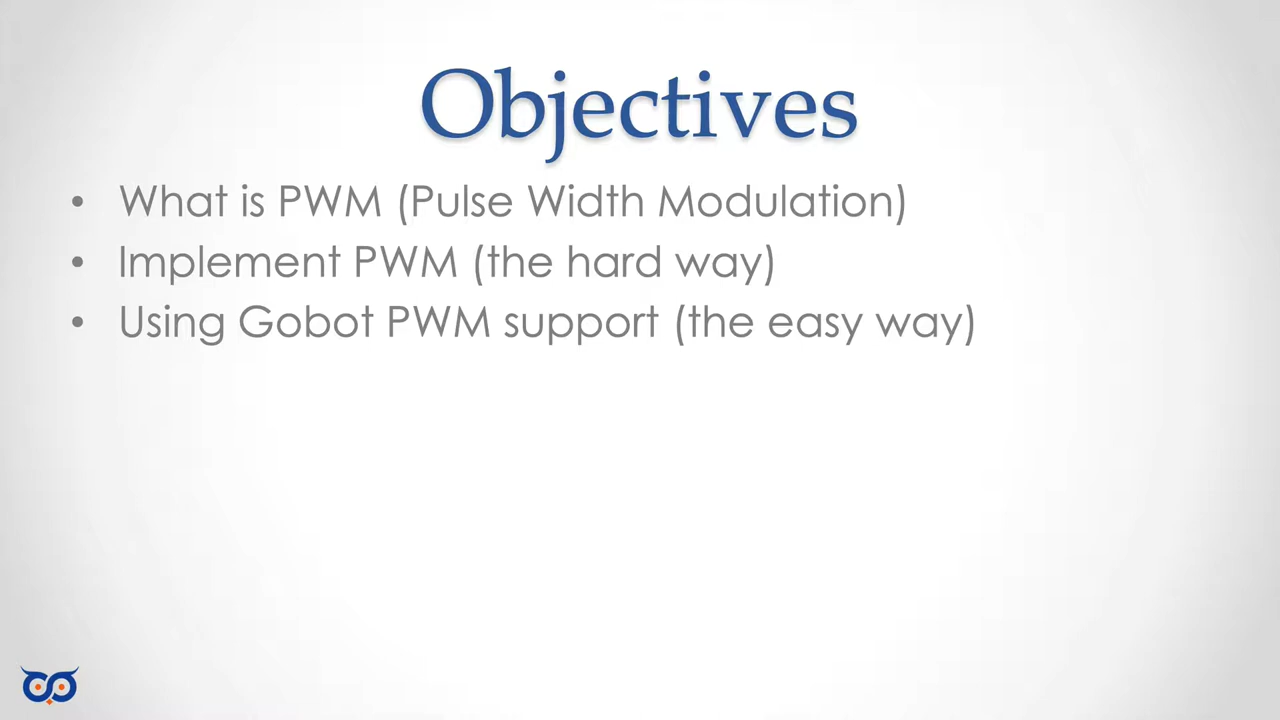 Objectives
• What is PWM (Pulse Width Modulation)
• Implement PWM (the hard way)
• Using Gobot PWM support (the easy way)